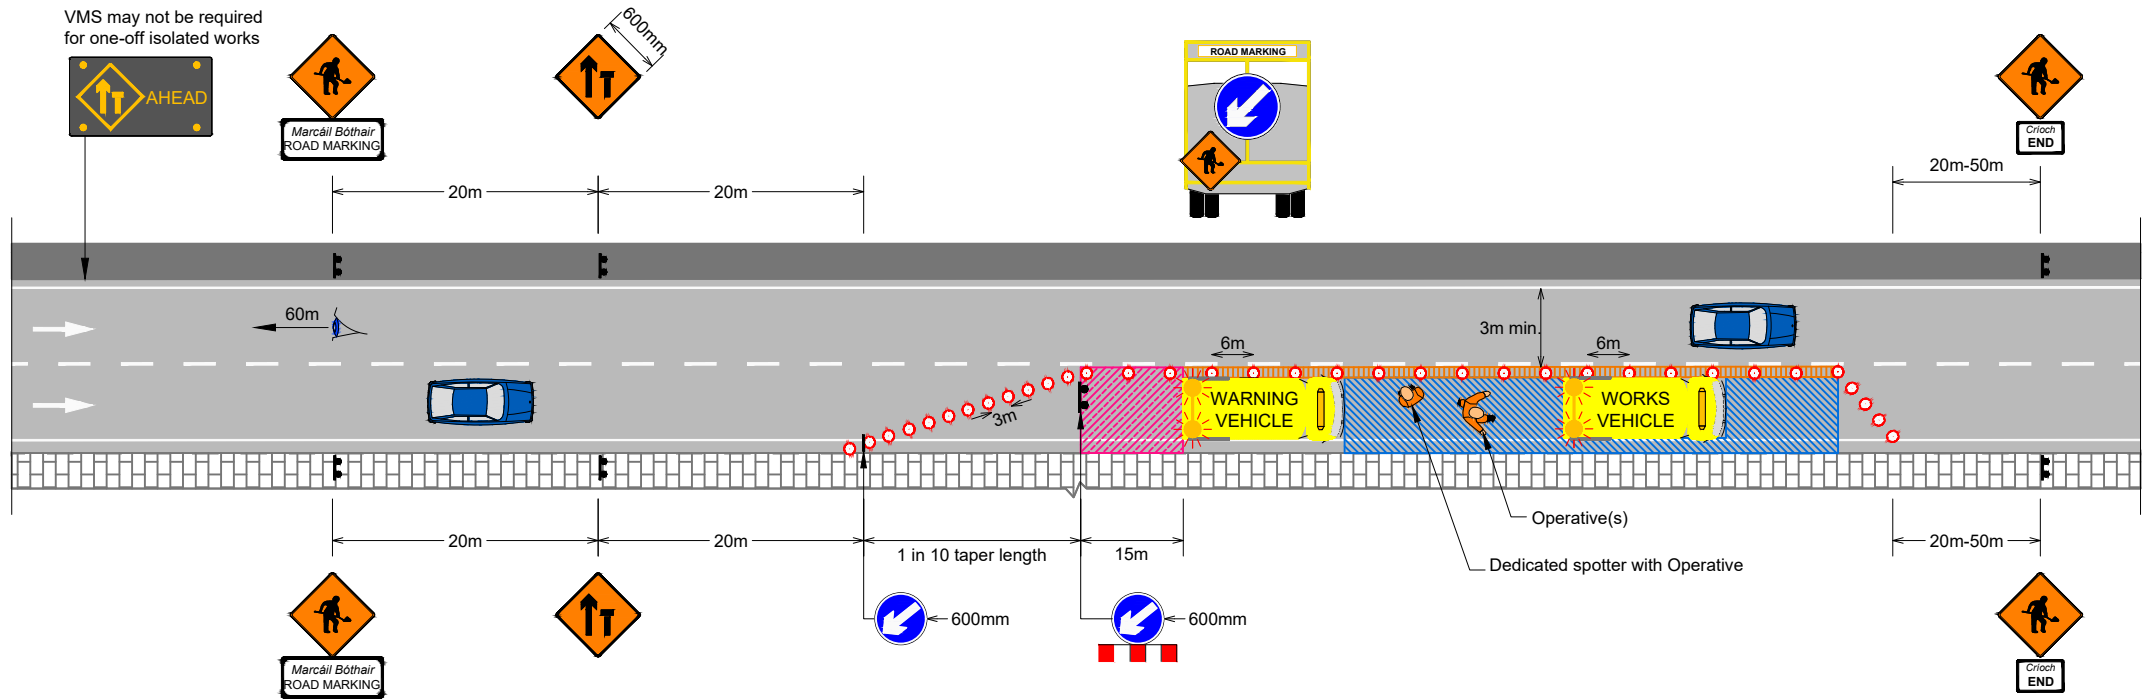 VMS may not be required
for one-off isolated works
AHEAD
Marcáil Bóthair
ROAD MARKING
600mm
ROAD MARKING
Críoch
END
20m
20m
20m-50m
60m
3m min.
6m
6m
3m
WARNING
VEHICLE
WORKS
VEHICLE
Operative(s)
Dedicated spotter with Operative
20m
20m
1 in 10 taper length
15m
20m-50m
600mm
600mm
Marcáil Bóthair
ROAD MARKING
Críoch
END